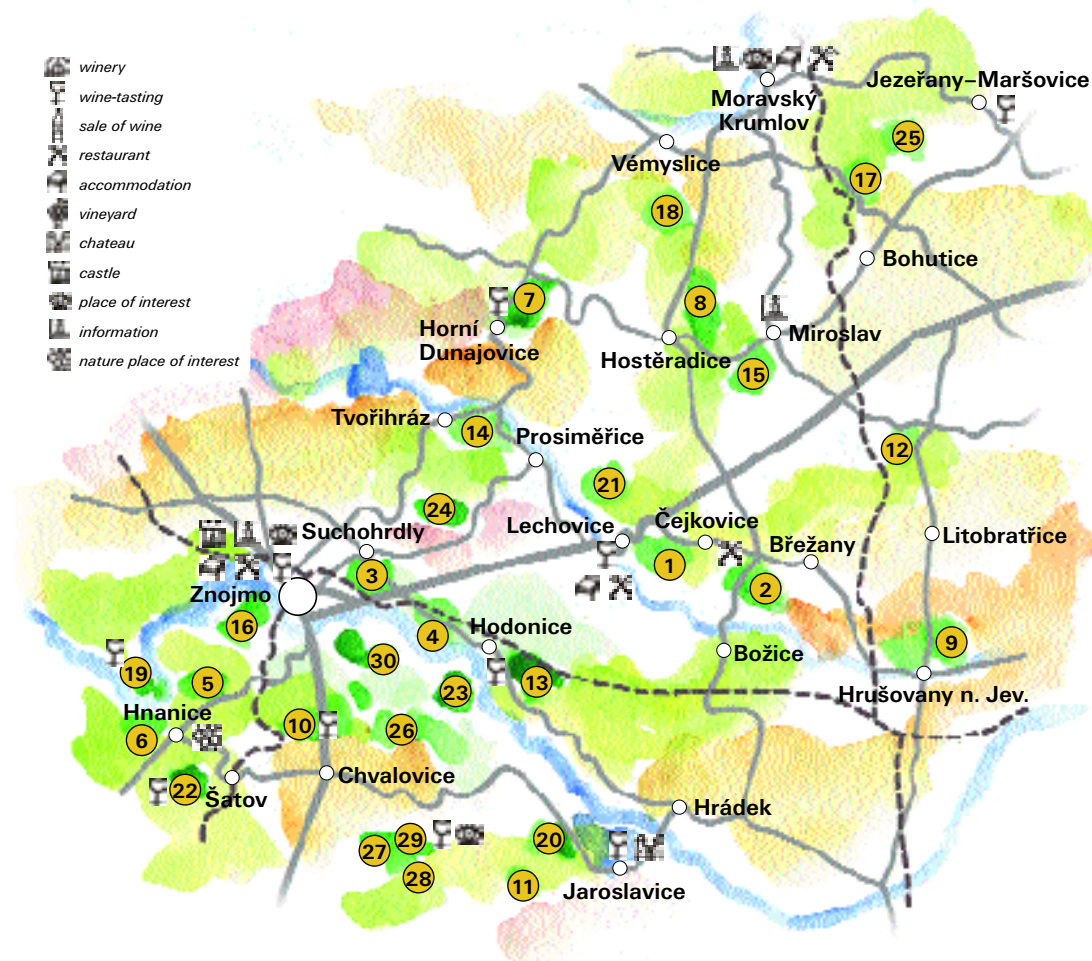 winery
wine-tasting
sale of wine
restaurant
accommodation
vineyard
chateau
castle
place of interest
information
nature place of interest
Jezeřany–Maršovice
Moravský
Krumlov
25
Vémyslice
17
18
Bohutice
7
8
Horní
Dunajovice
Miroslav
Hostěradice
15
Tvořihráz
14
Prosiměřice
12
21
24
Suchohrdly
Lechovice
Čejkovice
Břežany
Litobratřice
3
1
2
Znojmo
16
4
Hodonice
9
Božice
30
19
5
23
13
Hrušovany n. Jev.
Hnanice
6
10
26
22
Šatov
Chvalovice
Hrádek
29
27
20
28
11
Jaroslavice